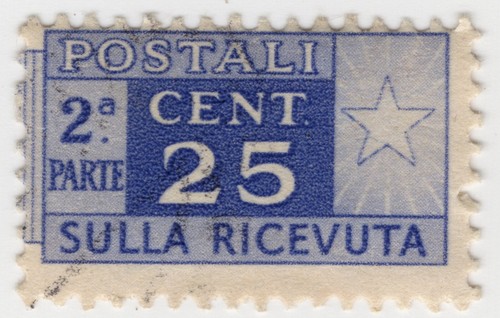 POSTALI
2.ª
PARTE
CENT.
25
SULLA RICEVUTA